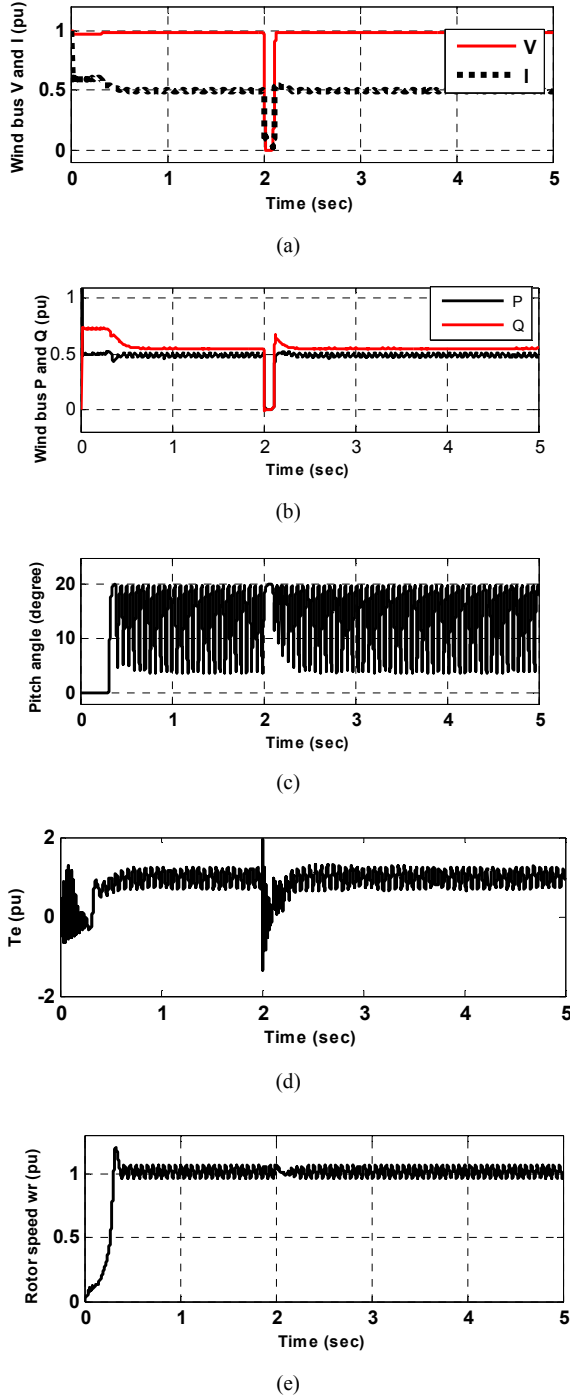 Wind bus V and I (pu)
1
0.5
0
V
I
0 1 2 3 4 5
Time (sec)
(a)
Wind bus P and Q (pu)
1
0.5
0
P
Q
0 1 2 3 4 5
Time (sec)
(b)
Pitch angle (degree)
20
10
0
0 1 2 3 4 5
Time (sec)
(c)
Te (pu)
2
0
-2
0 1 2 3 4 5
Time (sec)
(d)
Rotor speed wr (pu)
1
0.5
0
0 1 2 3 4 5
Time (sec)
(e)